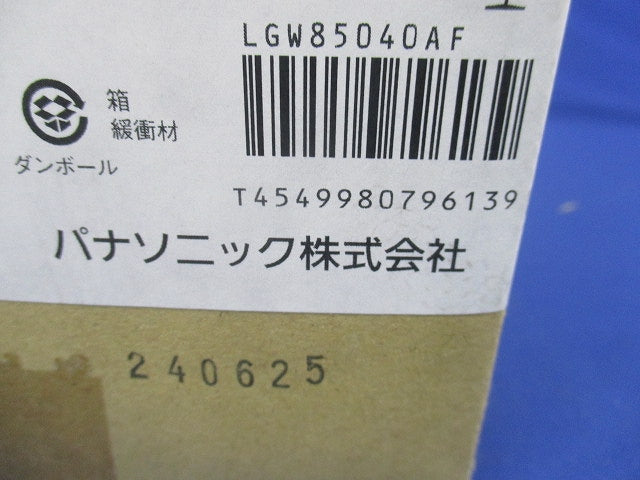 LGW85040AF
箱
緩衝材
ダンボール
T4549980796139
パナソニック株式会社
240625